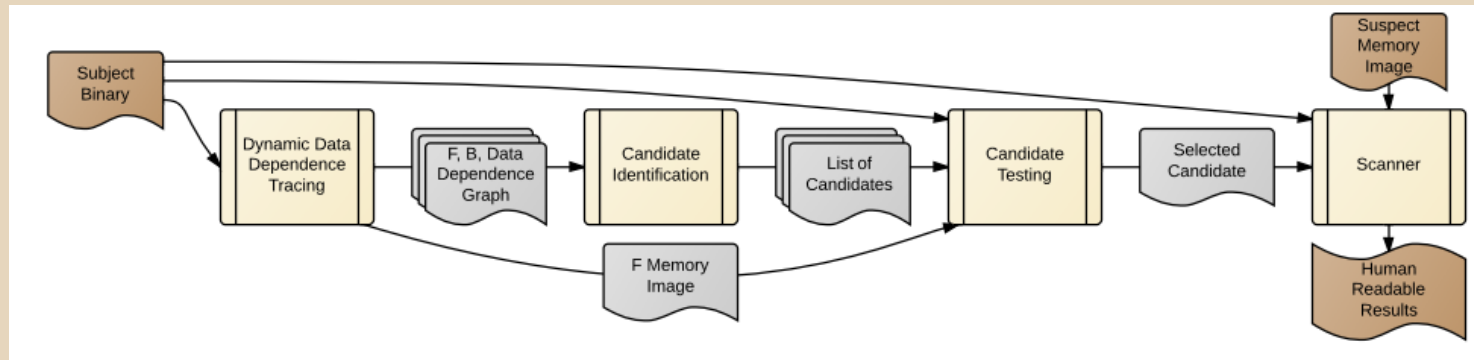 Subject
Binary
Dynamic Data
Dependence
Tracing
F, B, Data
Dependence
Graph
Candidate
Identification
List of
Candidates
F Memory
Image
Candidate
Testing
Selected
Candidate
Suspect
Memory
Image
Scanner
Human
Readable
Results